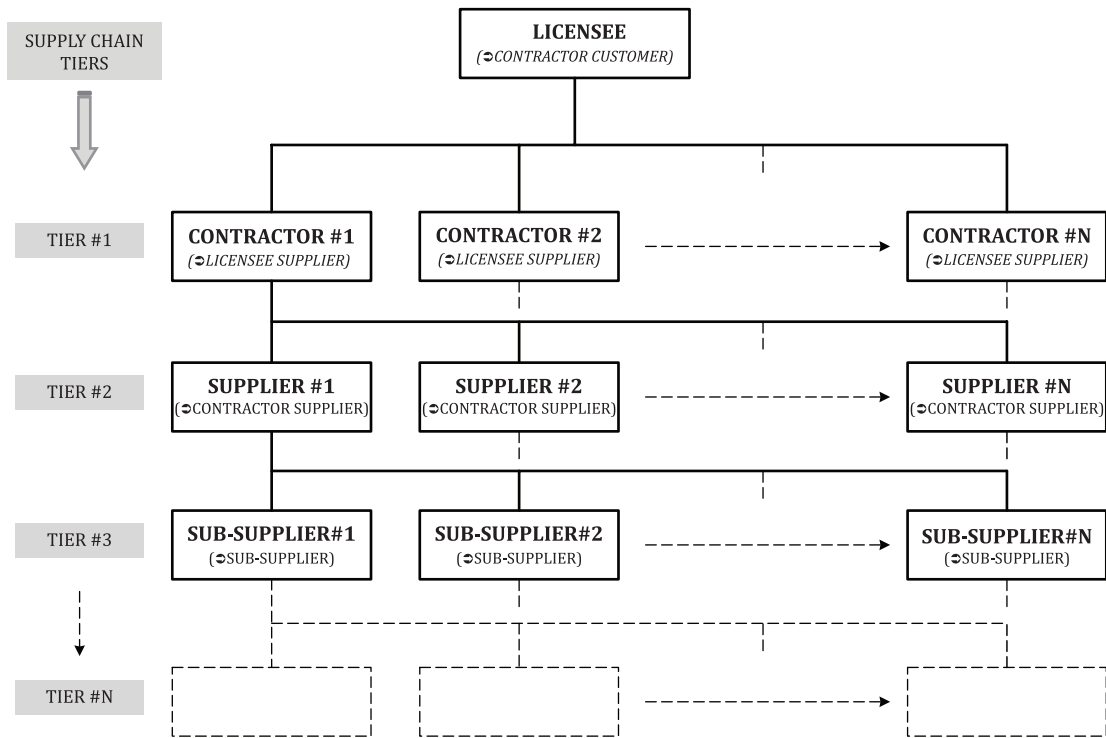 SUPPLY CHAIN
TIERS
LICENSEE
(➲CONTRACTOR CUSTOMER)
TIER #1
CONTRACTOR #1
(➲LICENSEE SUPPLIER)
CONTRACTOR #2
(➲LICENSEE SUPPLIER)
CONTRACTOR #N
(➲LICENSEE SUPPLIER)
TIER #2
SUPPLIER #1
(➲CONTRACTOR SUPPLIER)
SUPPLIER #2
(➲CONTRACTOR SUPPLIER)
SUPPLIER #N
(➲CONTRACTOR SUPPLIER)
TIER #3
SUB-SUPPLIER#1
(➲SUB-SUPPLIER)
SUB-SUPPLIER#2
(➲SUB-SUPPLIER)
SUB-SUPPLIER#N
(➲SUB-SUPPLIER)
TIER #N